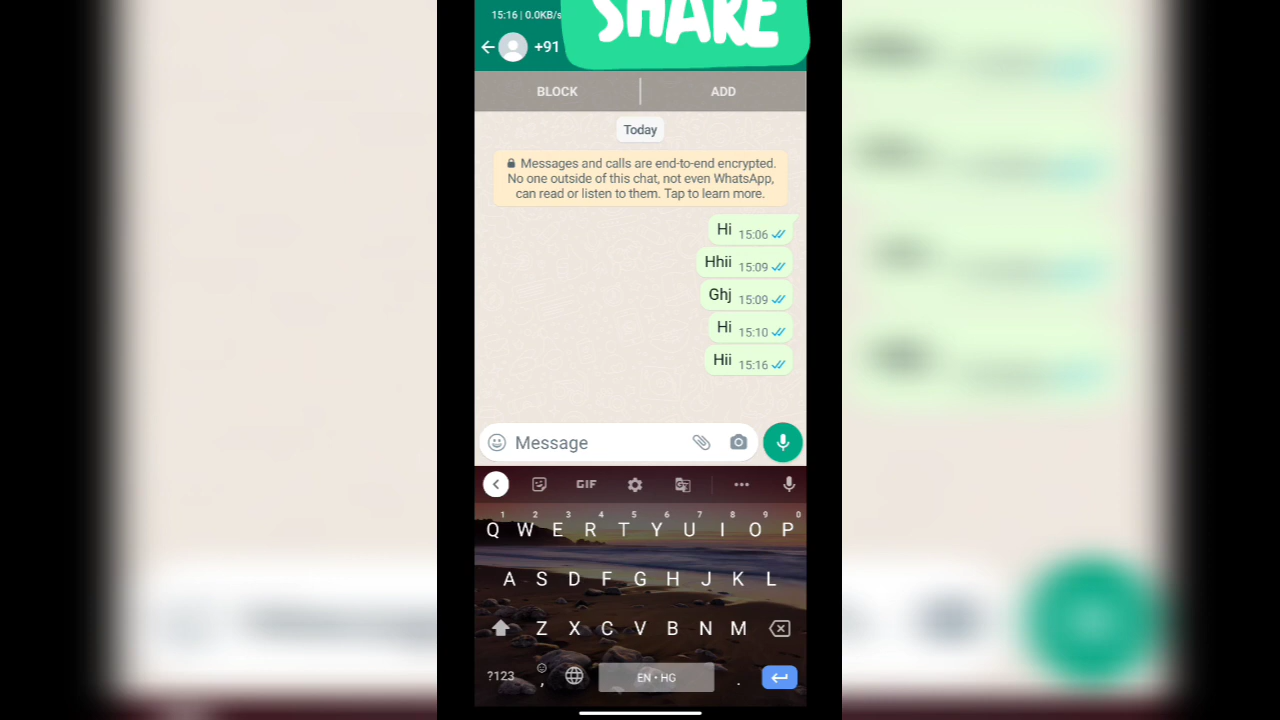 SHARE
15:16 | 0.0KB/s
+91
BLOCK
ADD
Today
Messages and calls are end-to-end encrypted.
No one outside of this chat, not even WhatsApp,
can read or listen to them. Tap to learn more.
Hi 15:06
Hhii 15:09
Ghj 15:09
Hi 15:10
Hii 15:16
Message
GIF
1 2 3 4 5 6 7 8 9 0
Q W E R T Y U I O P
A S D F G H J K L
Z X C V B N M
?123 , EN • HG .